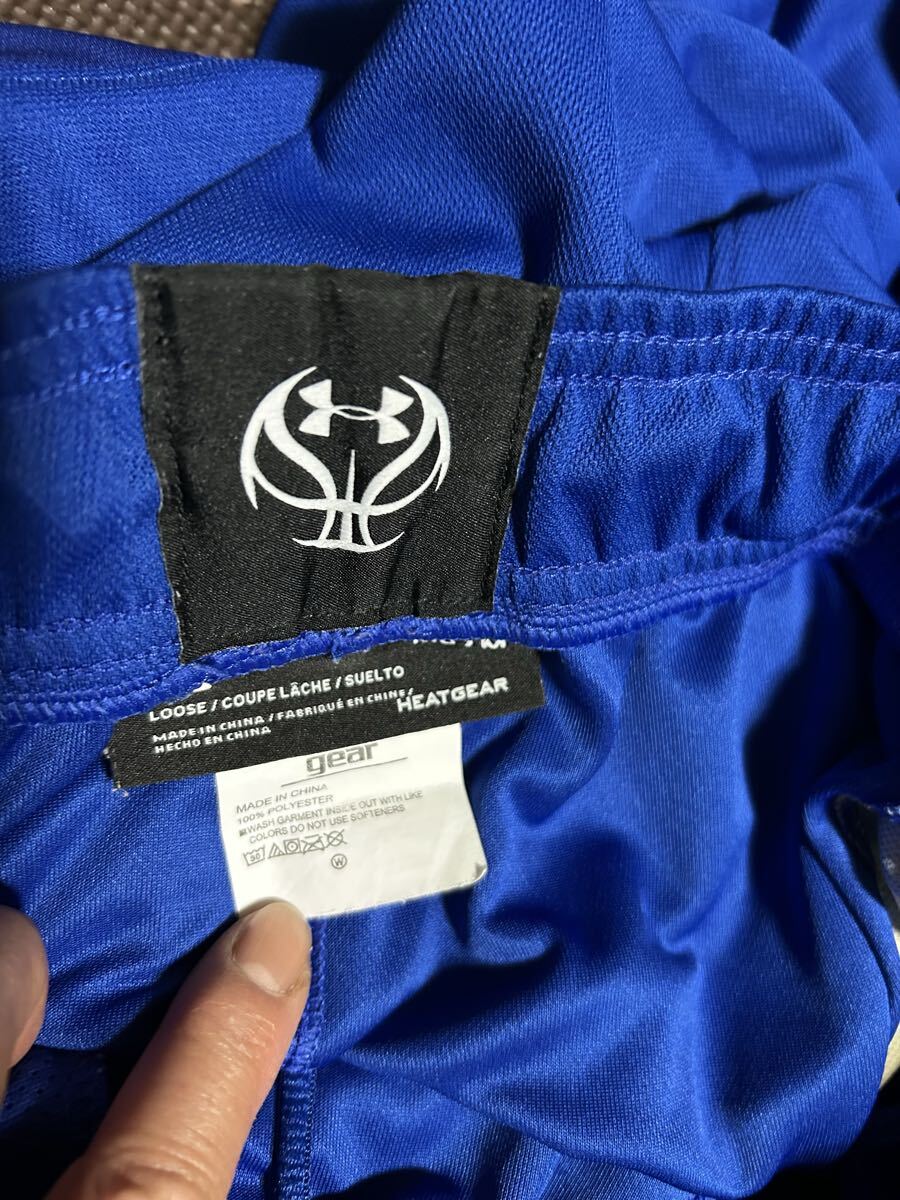 LOOSE / COUPE LÂCHE / SUELTO
MADE IN CHINA / FABRIQUÉ EN CHINE
HECHO EN CHINA
HEATGEAR
gear
MADE IN CHINA
100% POLYESTER
WASH GARMENT INSIDE OUT WITH LIKE
COLORS DO NOT USE SOFTENERS
30
W